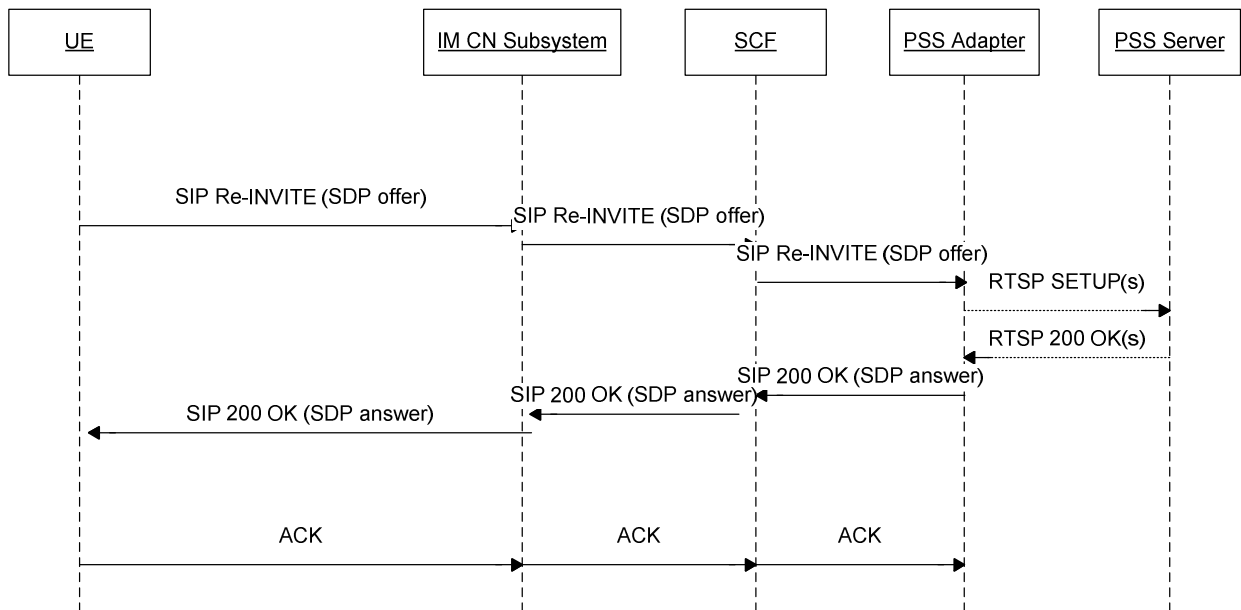 UE
IM CN Subsystem
SCF
PSS Adapter
PSS Server
SIP Re-INVITE (SDP offer)
SIP Re-INVITE (SDP offer)
SIP Re-INVITE (SDP offer)
RTSP SETUP(s)
RTSP 200 OK(s)
SIP 200 OK (SDP answer)
SIP 200 OK (SDP answer)
SIP 200 OK (SDP answer)
ACK
ACK
ACK